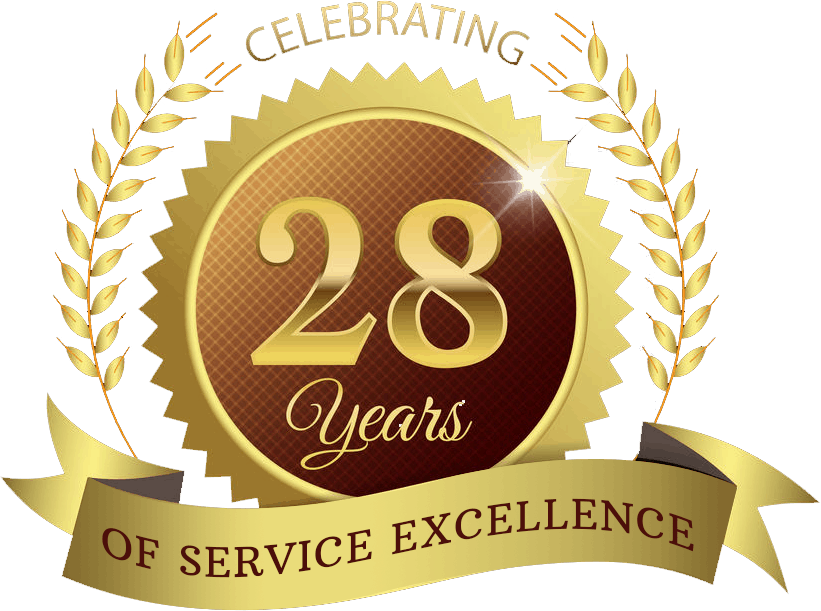 CELEBRATING
28
Years
OF SERVICE EXCELLENCE